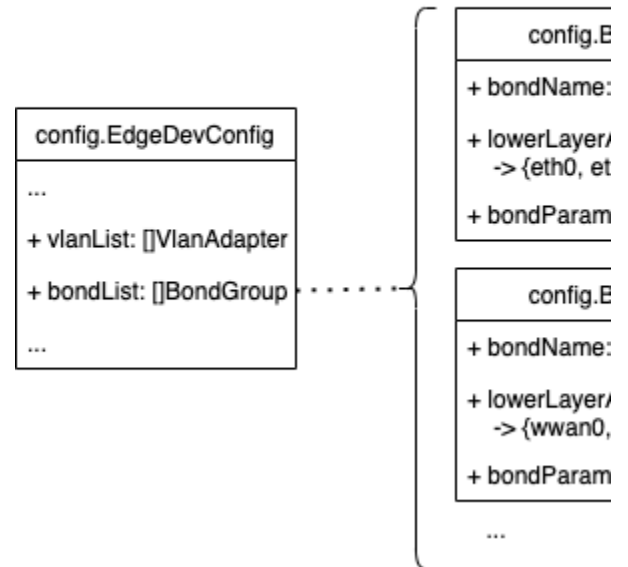 config.EdgeDevConfig
...
+ vlanList: []VlanAdapter
+ bondList: []BondGroup
...
config.B
+ bondName:
+ lowerLayerA
-> {eth0, et
+ bondParam
config.B
+ bondName:
+ lowerLayerA
-> {wwan0,
+ bondParam
...